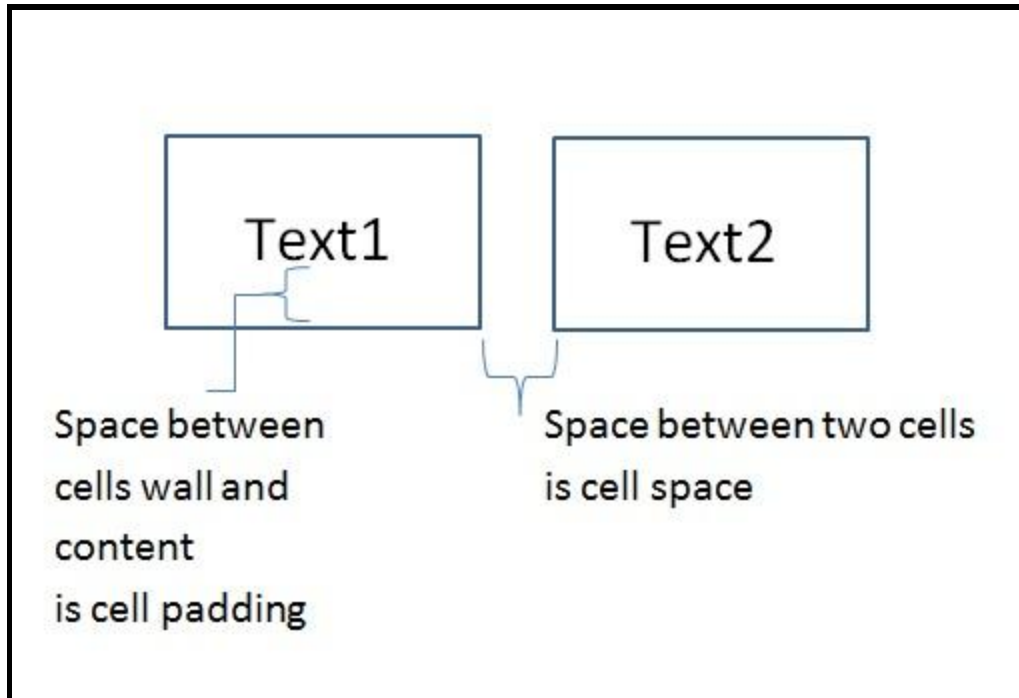 Text1
Text2
Space between
cells wall and
content
is cell padding
Space between two cells
is cell space